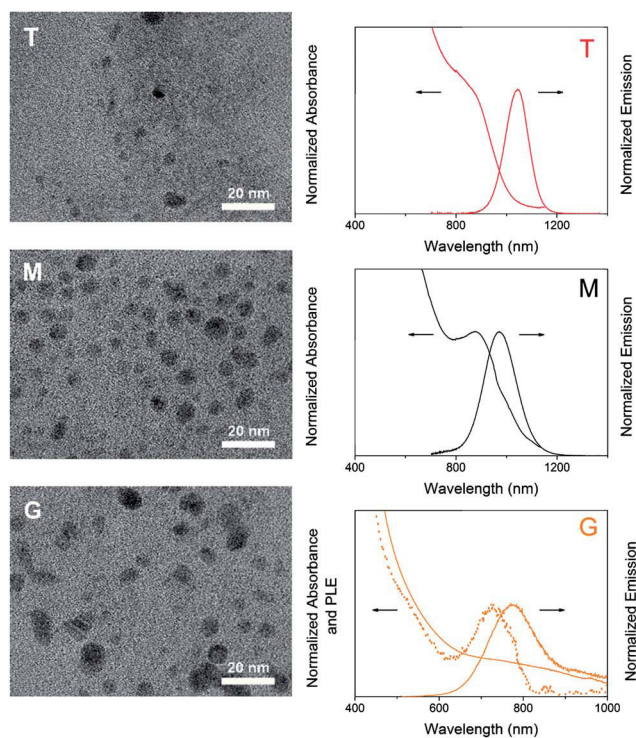 T
20 nm
Normalized Absorbance
T
Normalized Emission
400
800
1200
Wavelength (nm)
M
20 nm
Normalized Absorbance
M
Normalized Emission
400
800
1200
Wavelength (nm)
G
20 nm
Normalized Absorbance
and PLE
G
Normalized Emission
400
600
800
1000
Wavelength (nm)